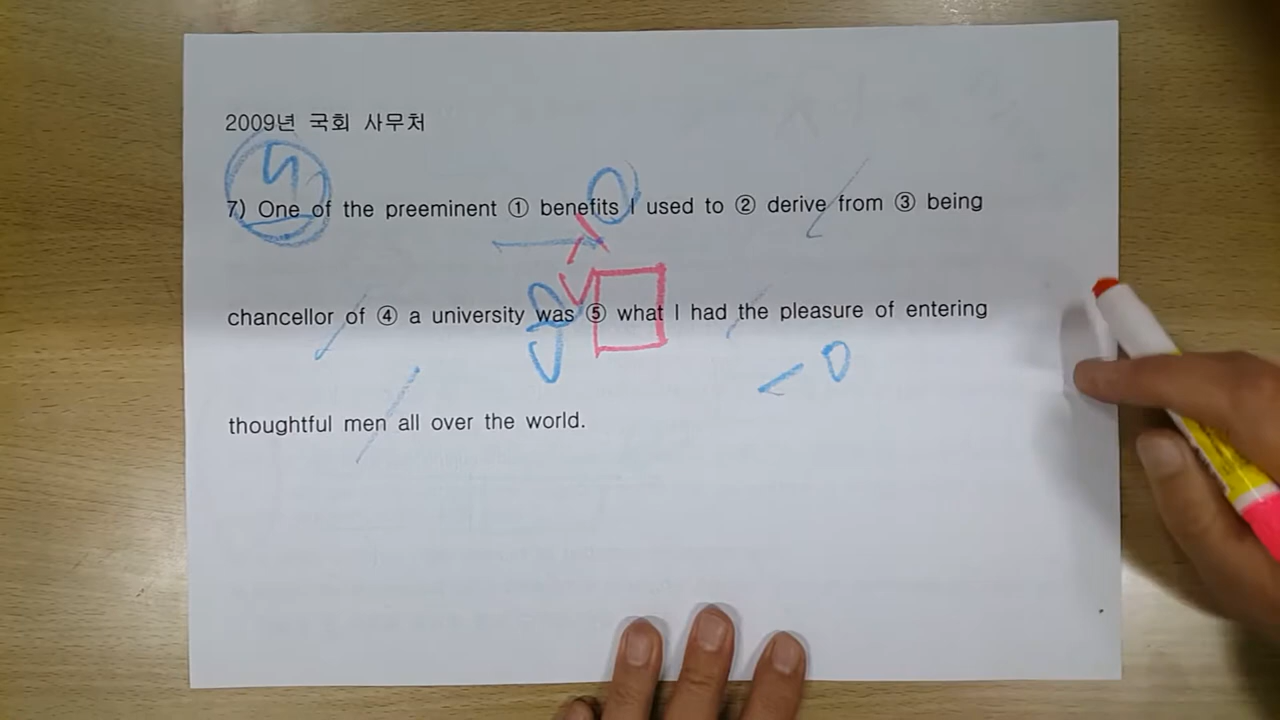 2009년 국회 사무처
7) One of the preeminent ① benefits I used to ② derive from ③ being
chancellor of ④ a university was ⑤ what I had the pleasure of entering
thoughtful men all over the world.